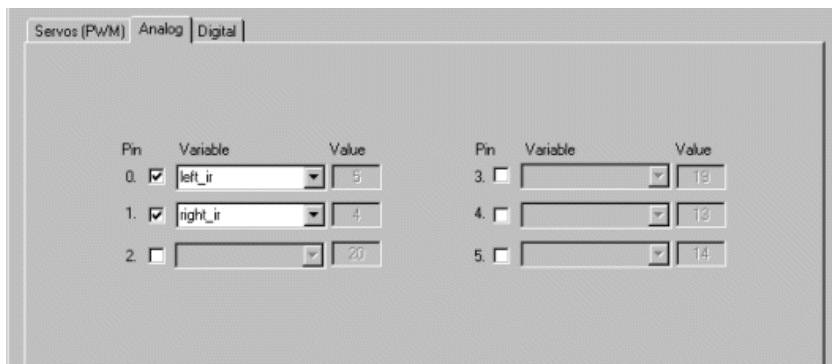 Servos (PWM) Analog Digital
Pin Variable Value Pin Variable Value
0. left_ir 5 3. 19
1. right_ir 4 4. 13
2. 20 5. 14